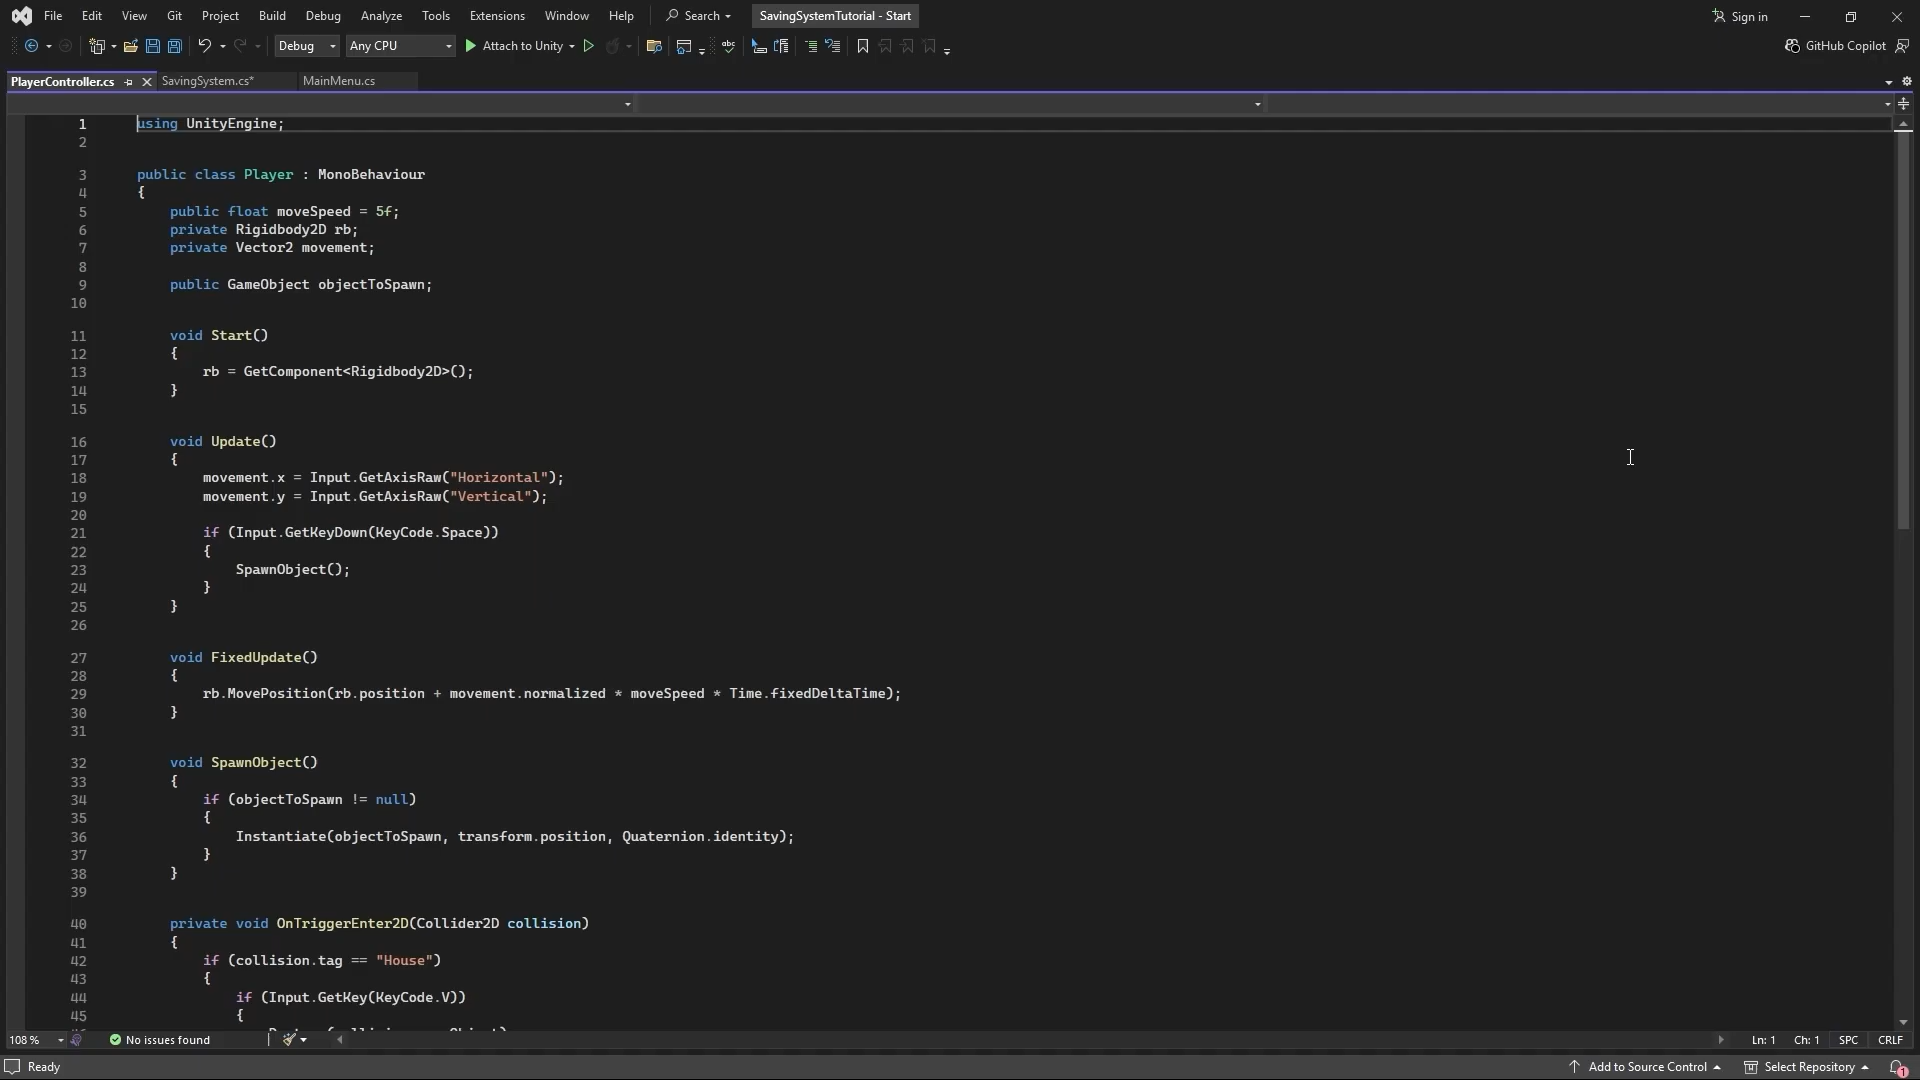 File Edit View Git Project Build Debug Analyze Tools Extensions Window Help Search SavingSystemTutorial - Start Sign in
Debug Any CPU Attach to Unity GitHub Copilot
PlayerController.cs SavingSystem.cs* MainMenu.cs
1 using UnityEngine;
2
3 public class Player : MonoBehaviour
4 {
5 public float moveSpeed = 5f;
6 private Rigidbody2D rb;
7 private Vector2 movement;
8
9 public GameObject objectToSpawn;
10
11 void Start()
12 {
13 rb = GetComponent<Rigidbody2D>();
14 }
15
16 void Update()
17 {
18 movement.x = Input.GetAxisRaw("Horizontal");
19 movement.y = Input.GetAxisRaw("Vertical");
20
21 if (Input.GetKeyDown(KeyCode.Space))
22 {
23 SpawnObject();
24 }
25 }
26
27 void FixedUpdate()
28 {
29 rb.MovePosition(rb.position + movement.normalized * moveSpeed * Time.fixedDeltaTime);
30 }
31
32 void SpawnObject()
33 {
34 if (objectToSpawn != null)
35 {
36 Instantiate(objectToSpawn, transform.position, Quaternion.identity);
37 }
38 }
39
40 private void OnTriggerEnter2D(Collider2D collision)
41 {
42 if (collision.tag == "House")
43 {
44 if (Input.GetKey(KeyCode.V))
45 {
108 % No issues found Ln: 1 Ch: 1 SPC CRLF
Ready Add to Source Control Select Repository 1